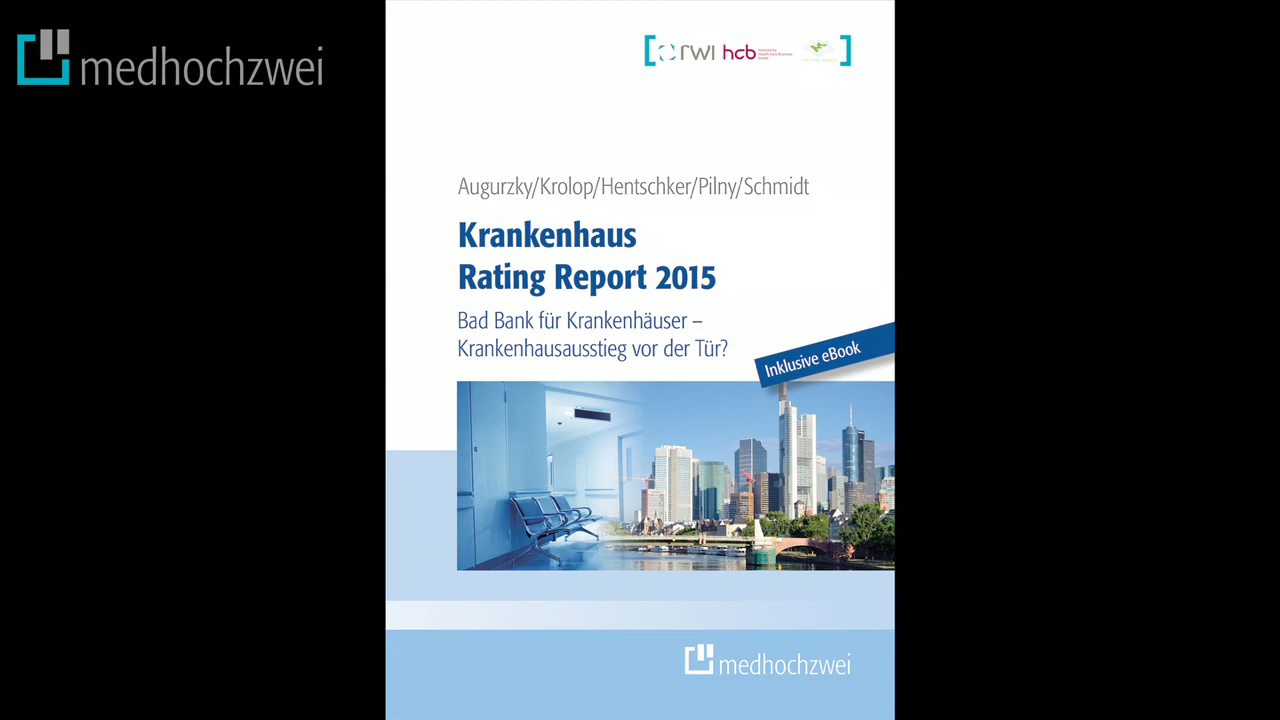 medhochzwei
rwi hcb
Augurzky/Krolop/Hentschker/Pilny/Schmidt
Krankenhaus
Rating Report 2015
Bad Bank für Krankenhäuser –
Krankenhausausstieg vor der Tür?
Inklusive eBook
medhochzwei